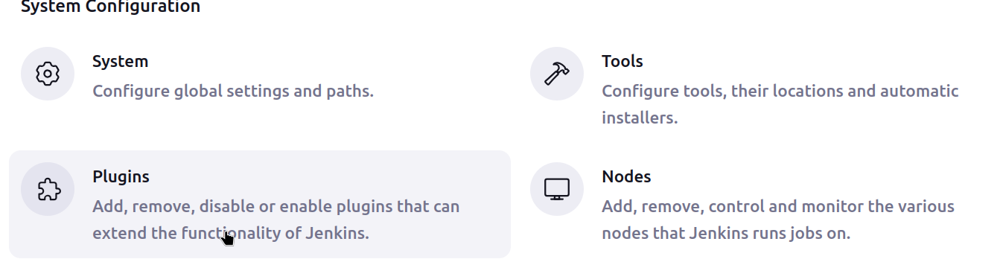 System Configuration
System
Configure global settings and paths.
Tools
Configure tools, their locations and automatic
installers.
Plugins
Add, remove, disable or enable plugins that can
extend the functionality of Jenkins.
Nodes
Add, remove, control and monitor the various
nodes that Jenkins runs jobs on.